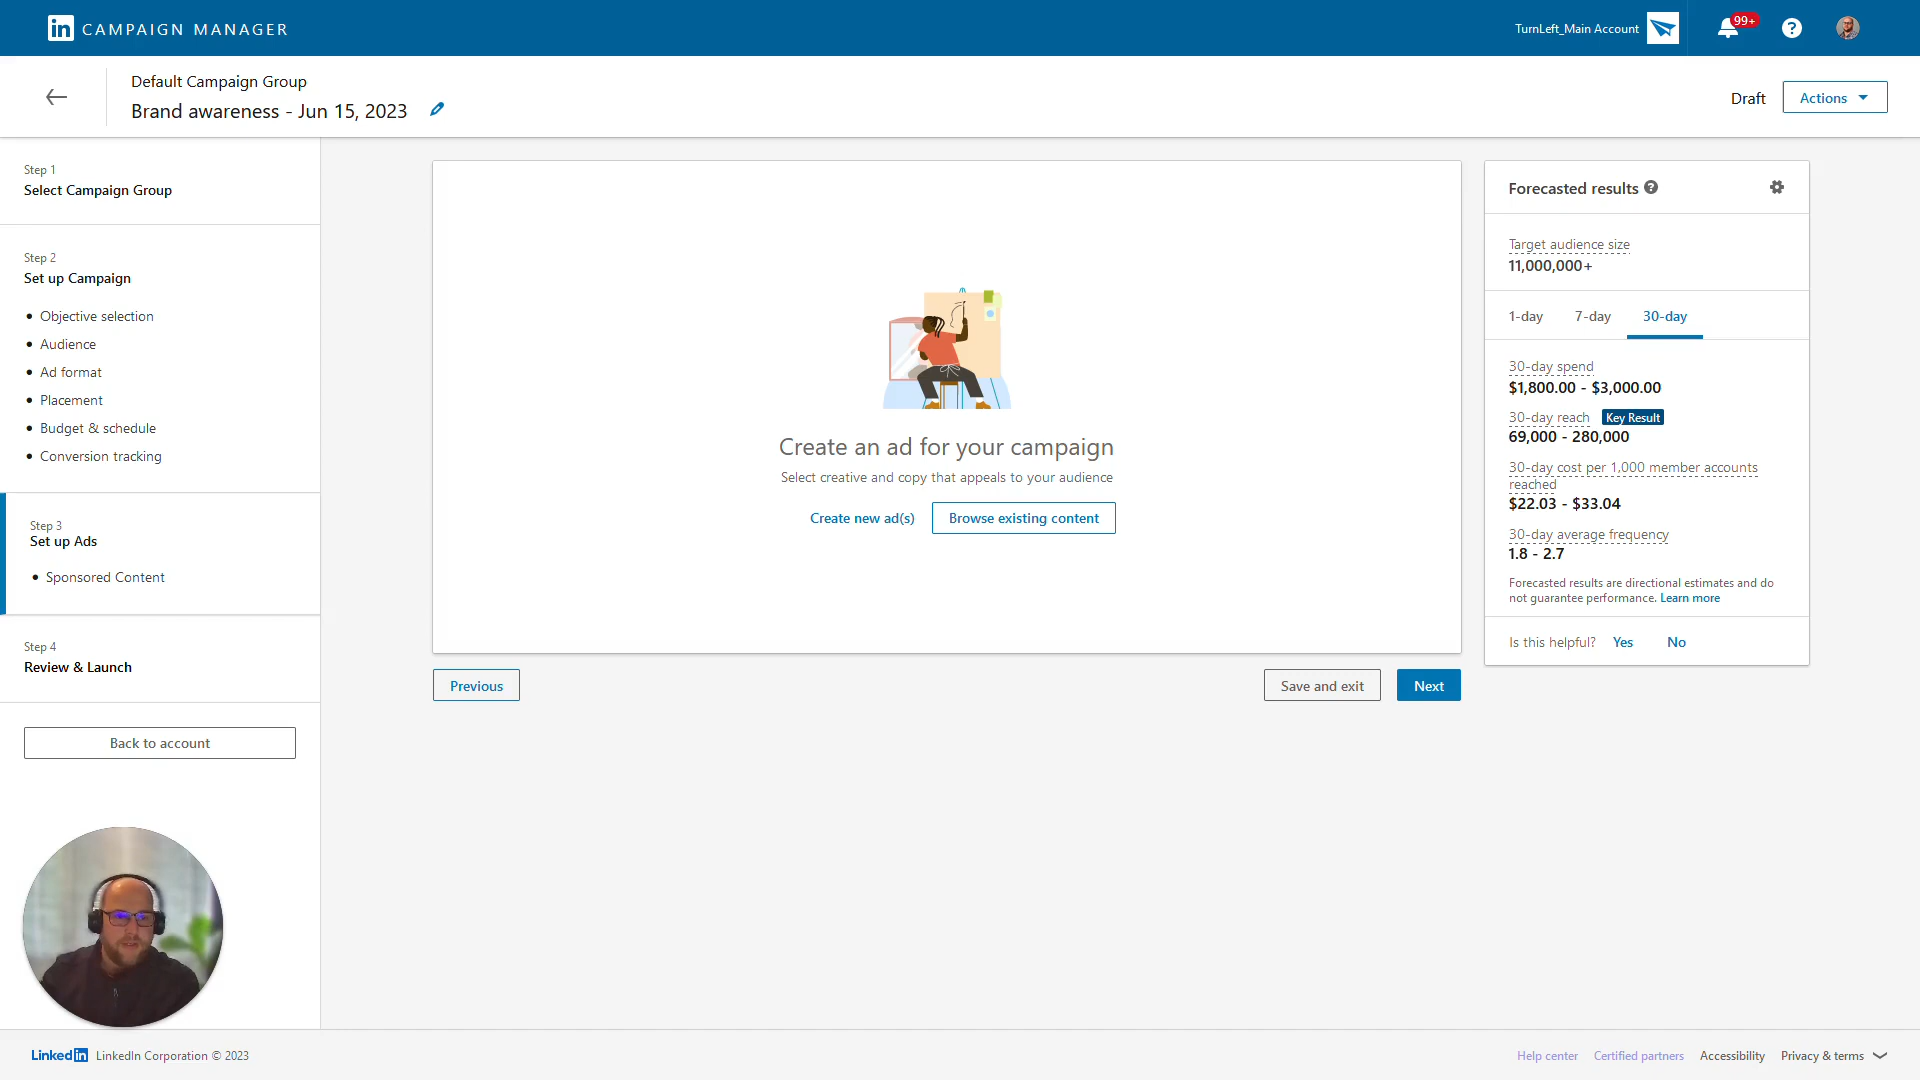 in CAMPAIGN MANAGER
TurnLeft_Main Account
99+
?
Default Campaign Group
Brand awareness - Jun 15, 2023
Draft
Actions
Step 1
Select Campaign Group
Step 2
Set up Campaign
Objective selection
Audience
Ad format
Placement
Budget & schedule
Conversion tracking
Step 3
Set up Ads
Sponsored Content
Step 4
Review & Launch
Back to account
Create an ad for your campaign
Select creative and copy that appeals to your audience
Create new ad(s)
Browse existing content
Previous
Save and exit
Next
Forecasted results ?
Target audience size
11,000,000+
1-day
7-day
30-day
30-day spend
$1,800.00 - $3,000.00
30-day reach Key Result
69,000 - 280,000
30-day cost per 1,000 member accounts
reached
$22.03 - $33.04
30-day average frequency
1.8 - 2.7
Forecasted results are directional estimates and do
not guarantee performance. Learn more
Is this helpful? Yes No
LinkedIn LinkedIn Corporation © 2023
Help center
Certified partners
Accessibility
Privacy & terms